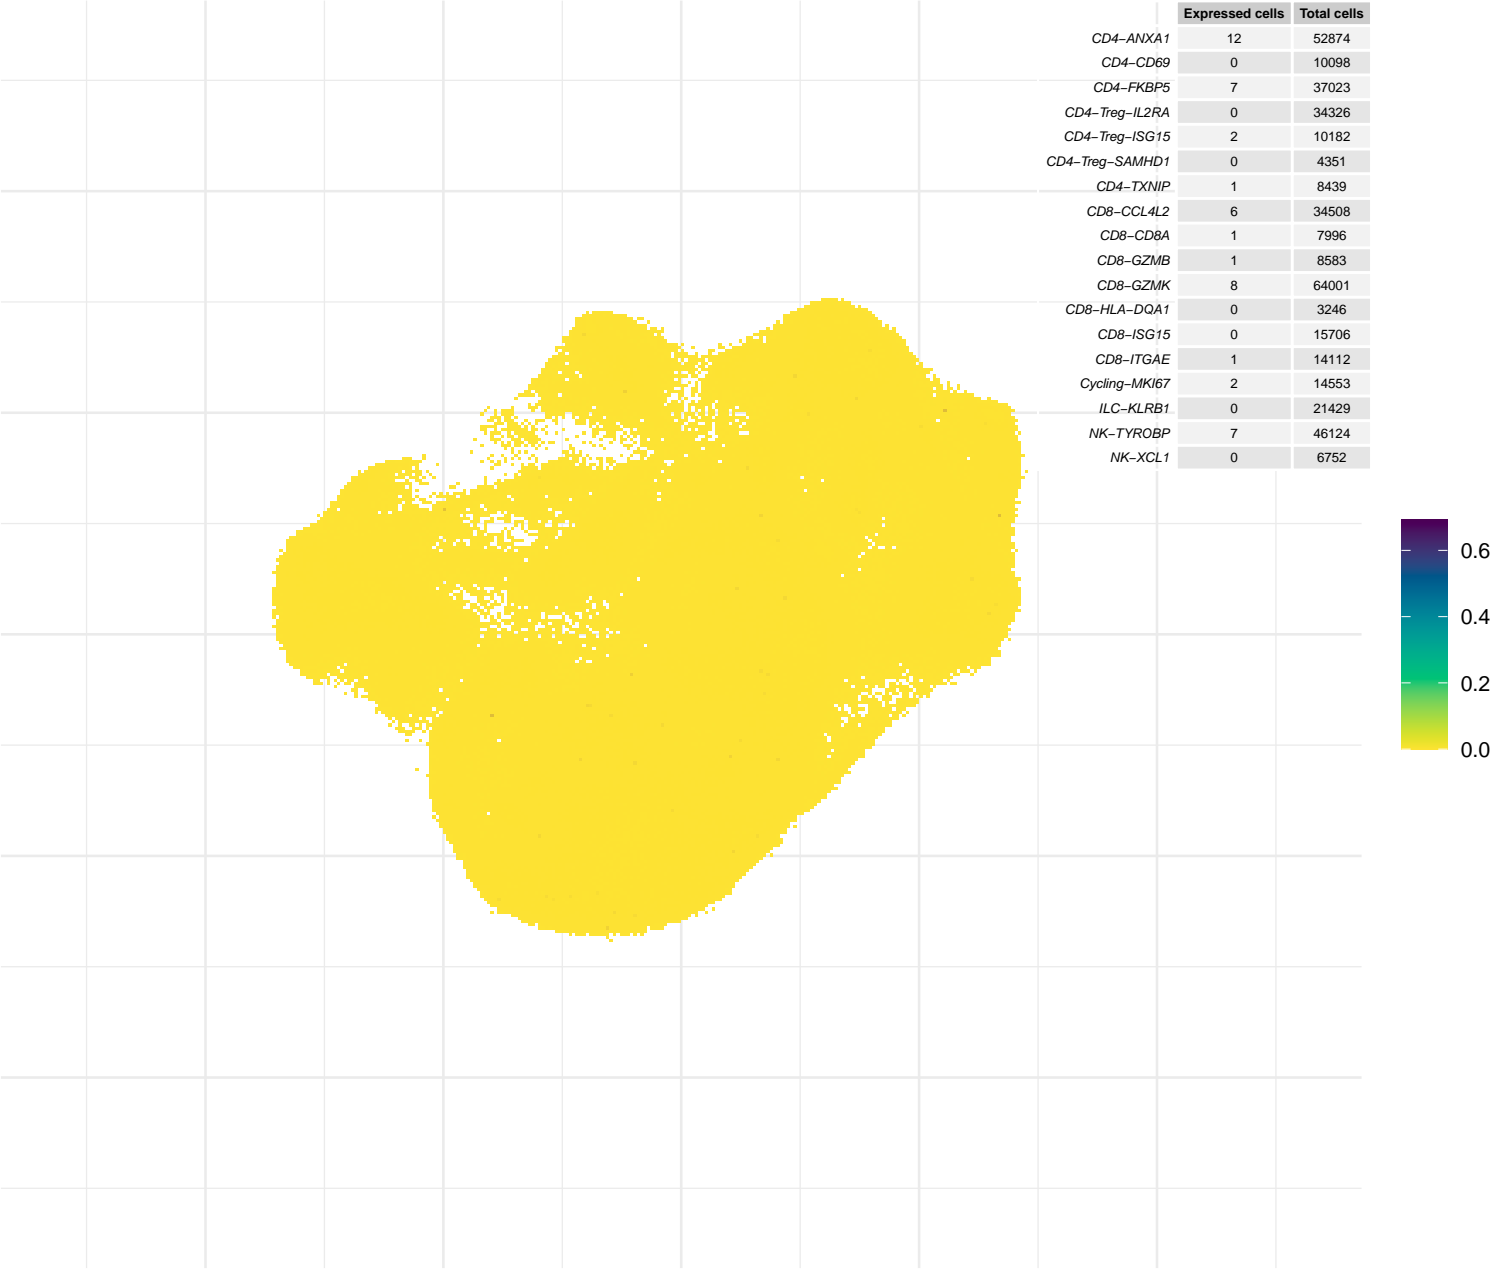 Expressed cells Total cells
CD4−ANXA1 12 52874
CD4−CD69 0 10098
CD4−FKBP5 7 37023
CD4−Treg−IL2RA 0 34326
CD4−Treg−ISG15 2 10182
CD4−Treg−SAMHD1 0 4351
CD4−TXNIP 1 8439
CD8−CCL4L2 6 34508
CD8−CD8A 1 7996
CD8−GZMB 1 8583
CD8−GZMK 8 64001
CD8−HLA−DQA1 0 3246
CD8−ISG15 0 15706
CD8−ITGAE 1 14112
Cycling−MKI67 2 14553
ILC−KLRB1 0 21429
NK−TYROBP 7 46124
NK−XCL1 0 6752
0.6
0.4
0.2
0.0